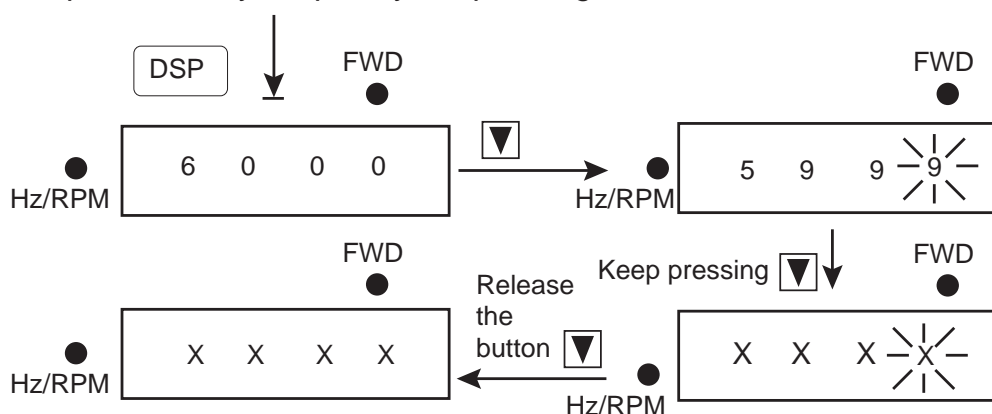 DSP
FWD
6 0 0 0
Hz/RPM
FWD
5 9 9 9
Hz/RPM
Keep pressing
FWD
X X X X
Hz/RPM
Release
the
button
FWD
X X X X
Hz/RPM